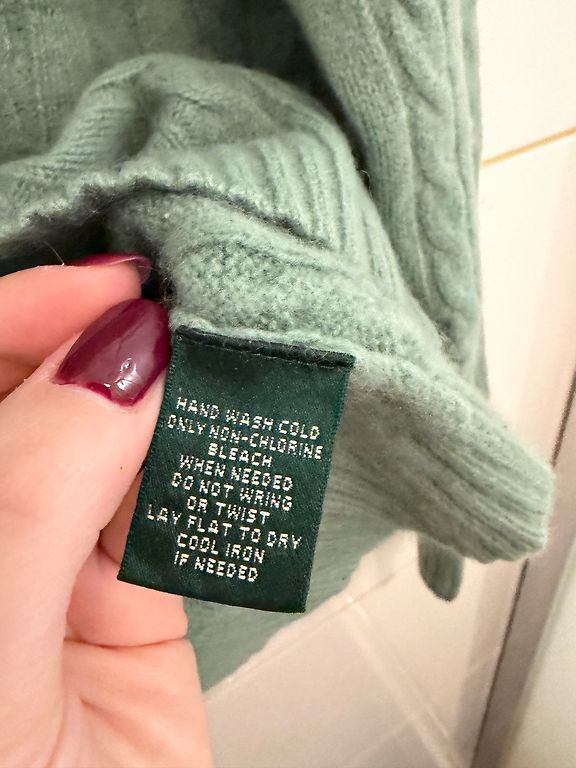 HAND WASH COLD
ONLY NON-CHLORINE
BLEACH
WHEN NEEDED
DO NOT WRING
OR TWIST
LAY FLAT TO DRY
COOL IRON
IF NEEDED